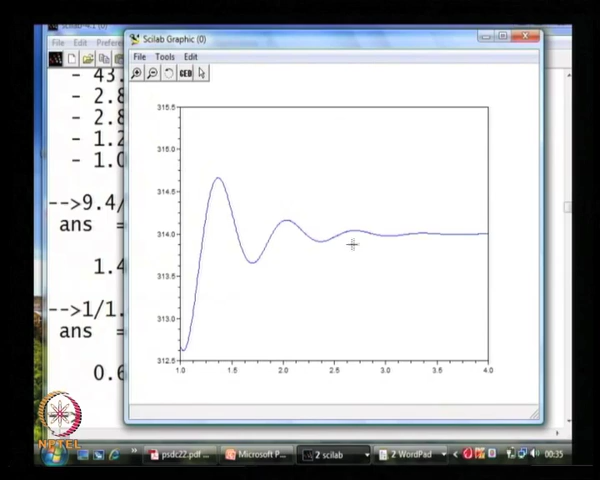 Scilab Graphic (0)
File Tools Edit
GED
File Edit Prefere
- 43.
- 2.8
- 2.8
- 1.2
- 1.0
-->9.4/
ans =
1.4
-->1/1.
ans =
0.6
315.5
315.0
314.5
314.0
313.5
313.0
312.5
1.0 1.5 2.0 2.5 3.0 3.5 4.0
NPTEL
psdc22.pdf ... Microsoft P... 2 scilab 2 WordPad 00:35